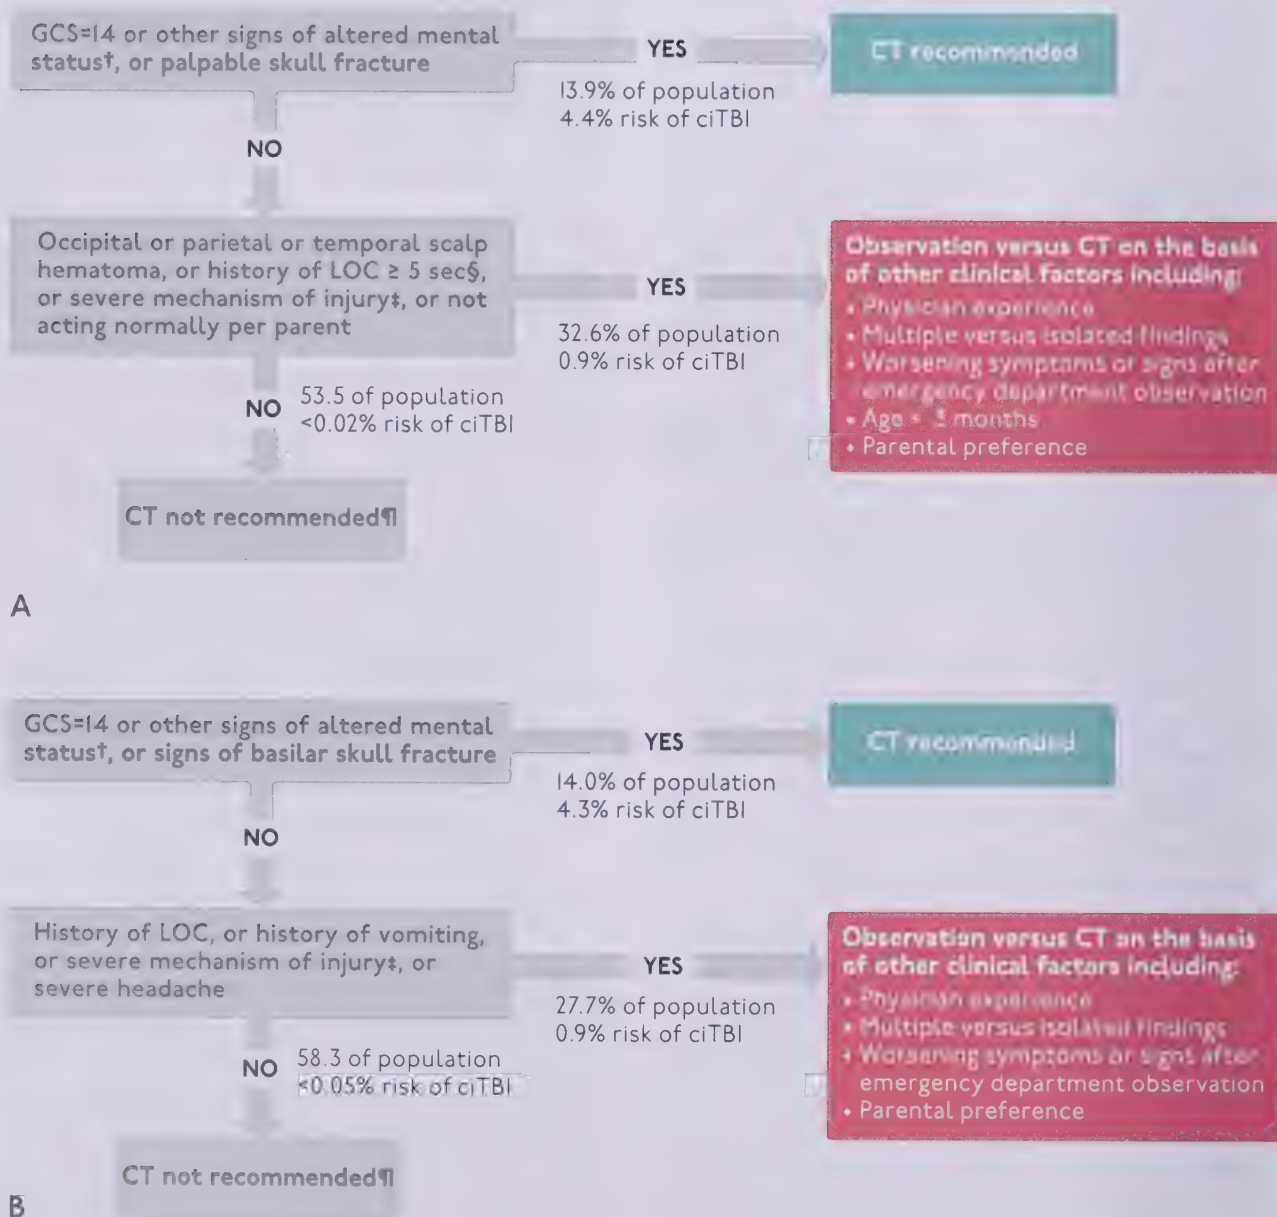 GCS=14 or other signs of altered mental
status†, or palpable skull fracture
YES
13.9% of population
4.4% risk of ciTBI
CT recommended
NO
Occipital or parietal or temporal scalp
hematoma, or history of LOC ≥ 5 sec§,
or severe mechanism of injury‡, or not
acting normally per parent
YES
32.6% of population
0.9% risk of ciTBI
Observation versus CT on the basis
of other clinical factors including:
• Physician experience
• Multiple versus isolated findings
• Worsening symptoms or signs after
emergency department observation
• Age 3 months
• Parental preference
NO
53.5 of population
<0.02% risk of ciTBI
CT not recommended¶
A
GCS=14 or other signs of altered mental
status†, or signs of basilar skull fracture
YES
14.0% of population
4.3% risk of ciTBI
CT recommended
NO
History of LOC, or history of vomiting,
or severe mechanism of injury‡, or
severe headache
YES
27.7% of population
0.9% risk of ciTBI
Observation versus CT on the basis
of other clinical factors including:
• Physician experience
• Multiple versus isolated findings
• Worsening symptoms or signs after
emergency department observation
• Parental preference
NO
58.3 of population
<0.05% risk of ciTBI
CT not recommended¶
B